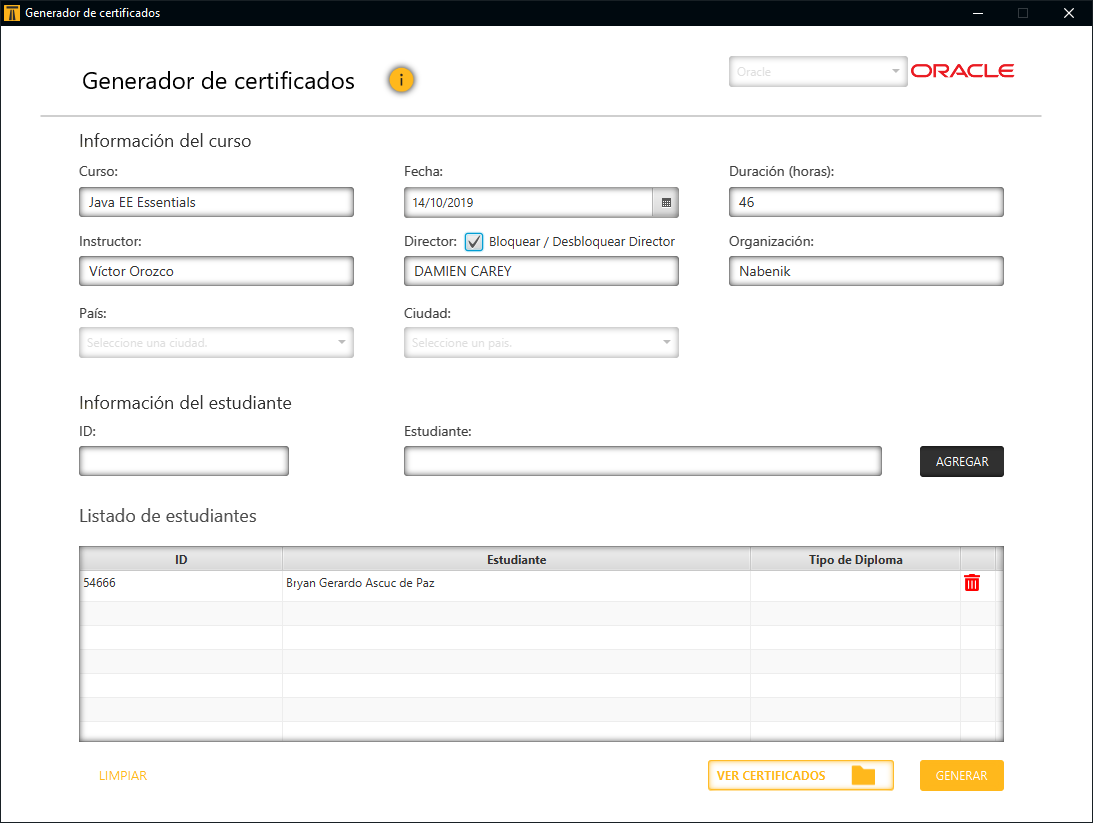 Generador de certificados
Generador de certificados
i
Oracle
ORACLE
Información del curso
Curso:
Fecha:
Duración (horas):
Java EE Essentials
14/10/2019
46
Instructor:
Director:
Bloquear / Desbloquear Director
Organización:
Víctor Orozco
DAMIEN CAREY
Nabenik
País:
Ciudad:
Seleccione una ciudad.
Seleccione un pais.
Información del estudiante
ID:
Estudiante:
AGREGAR
Listado de estudiantes
ID
Estudiante
Tipo de Diploma
54666
Bryan Gerardo Ascuc de Paz
LIMPIAR
VER CERTIFICADOS
GENERAR